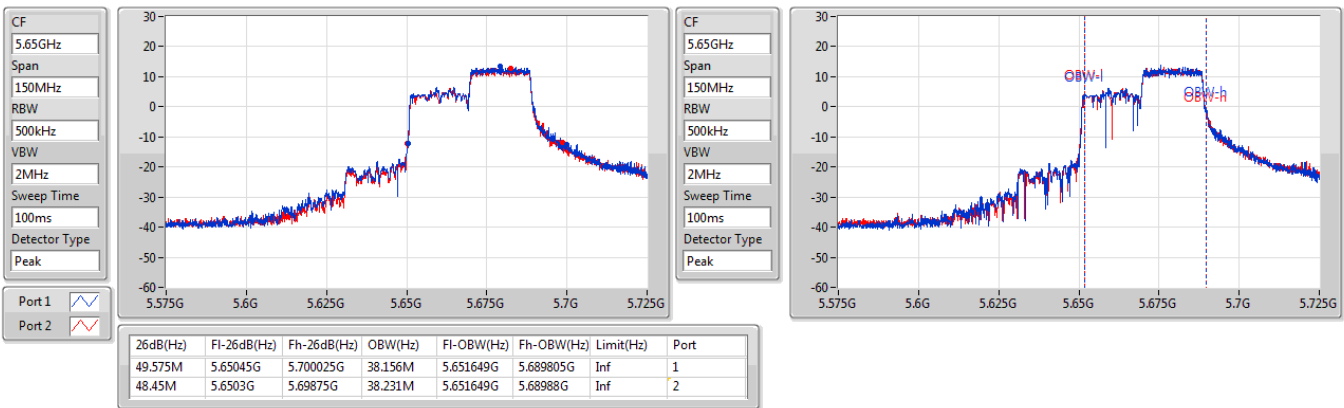 CF
5.65GHz
Span
150MHz
RBW
500kHz
VBW
2MHz
Sweep Time
100ms
Detector Type
Peak
Port 1
Port 2
30
20
10
0
-10
-20
-30
-40
-50
-60
5.575G 5.6G 5.625G 5.65G 5.675G 5.7G 5.725G
CF
5.65GHz
Span
150MHz
RBW
500kHz
VBW
2MHz
Sweep Time
100ms
Detector Type
Peak
30
20
10
0
-10
-20
-30
-40
-50
-60
OBW-l
OBW-h
OBW-h
5.575G 5.6G 5.625G 5.65G 5.675G 5.7G 5.725G
26dB(Hz) Fl-26dB(Hz) Fh-26dB(Hz) OBW(Hz) Fl-OBW(Hz) Fh-OBW(Hz) Limit(Hz) Port
49.575M 5.65045G 5.700025G 38.156M 5.651649G 5.689805G Inf 1
48.45M 5.6503G 5.69875G 38.231M 5.651649G 5.68988G Inf 2